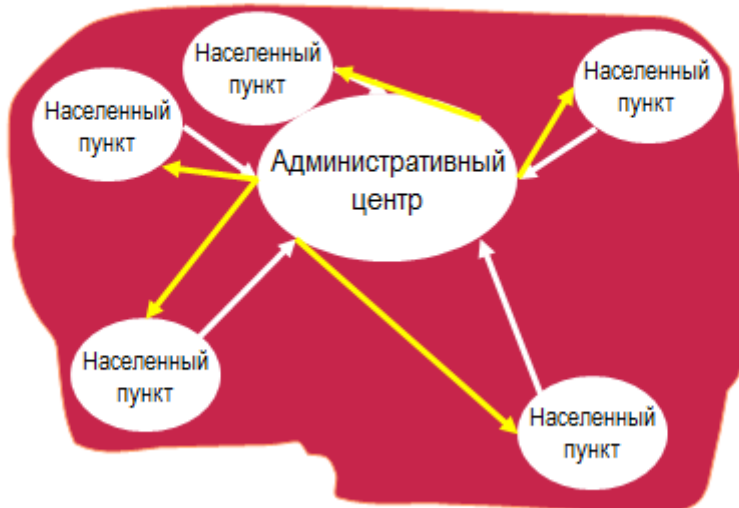 Населенный
пункт
Населенный
пункт
Населенный
пункт
Административный
центр
Населенный
пункт
Населенный
пункт